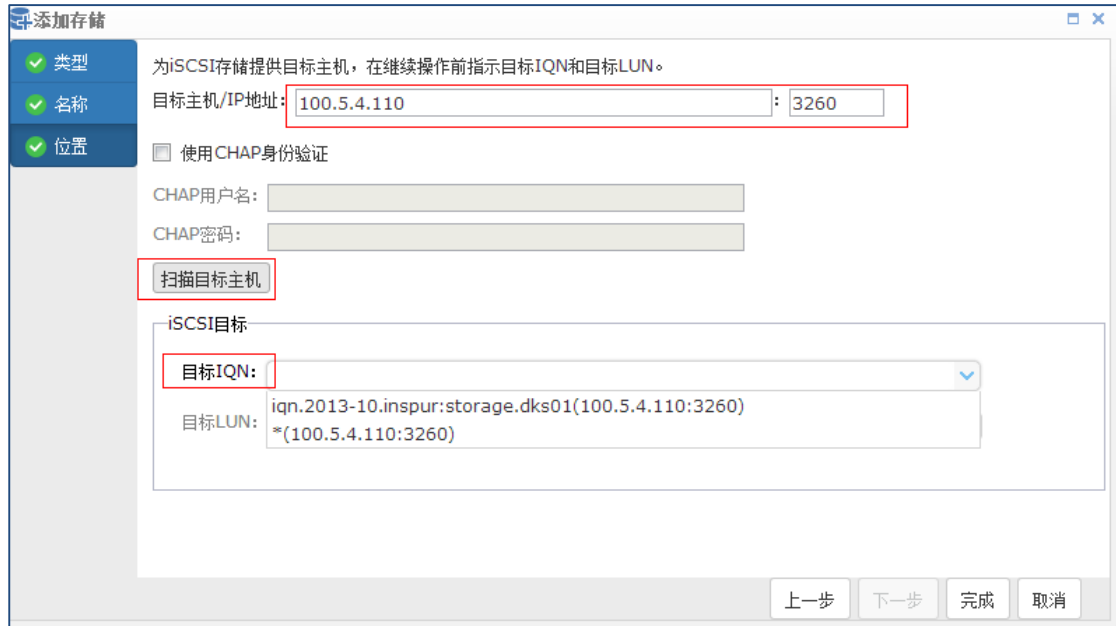 添加存储
类型
名称
位置
为iSCSI存储提供目标主机，在继续操作前指示目标IQN和目标LUN。
目标主机/IP地址: 100.5.4.110 : 3260
使用CHAP身份验证
CHAP用户名:
CHAP密码:
扫描目标主机
iSCSI目标
目标IQN:
iqn.2013-10.inspur:storage.dks01(100.5.4.110:3260)
目标LUN:
*(100.5.4.110:3260)
上一步 下一步 完成 取消